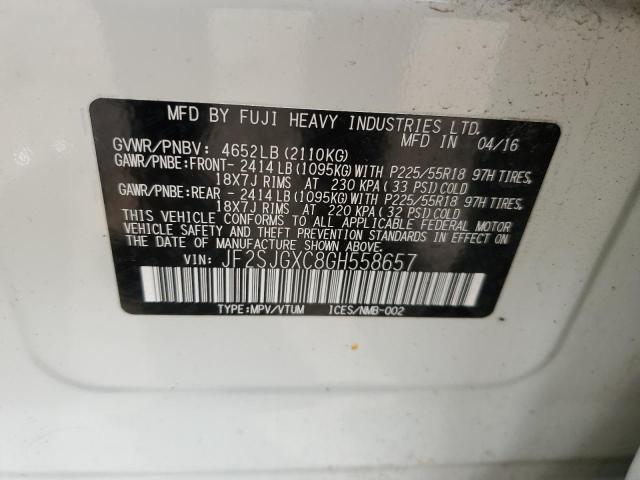 MFD BY FUJI HEAVY INDUSTRIES LTD.
GVWR/PNBV: 4652LB(2110KG) MFD IN 04/16
GAWR/PNBE:FRONT- 2414LB(1095KG)WITH P225/55R18 97H TIRES,
18X7J RIMS AT 230 KPA(33 PSI)COLD
GAWR/PNBE:REAR - 2414LB(1095KG)WITH P225/55R18 97H TIRES,
18X7J RIMS AT 220 KPA(32 PSI)COLD
THIS VEHICLE CONFORMS TO ALL APPLICABLE FEDERAL MOTOR
VEHICLE SAFETY, BUMPER, AND THEFT PREVENTION
STANDARDS IN EFFECT ON THE DATE OF MANUFACTURE
SHOWN ABOVE.
VIN: JF2SJGXC8GH558657
TYPE:MPV/VTUM ICES/NMB-002